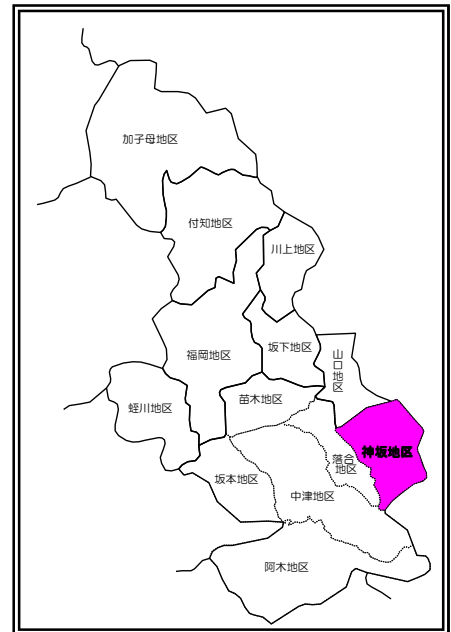 加子母地区
付知地区
川上地区
坂下地区
山口地区
福岡地区
苗木地区
蛭川地区
神坂地区
落合
地区
坂本地区
中津地区
阿木地区